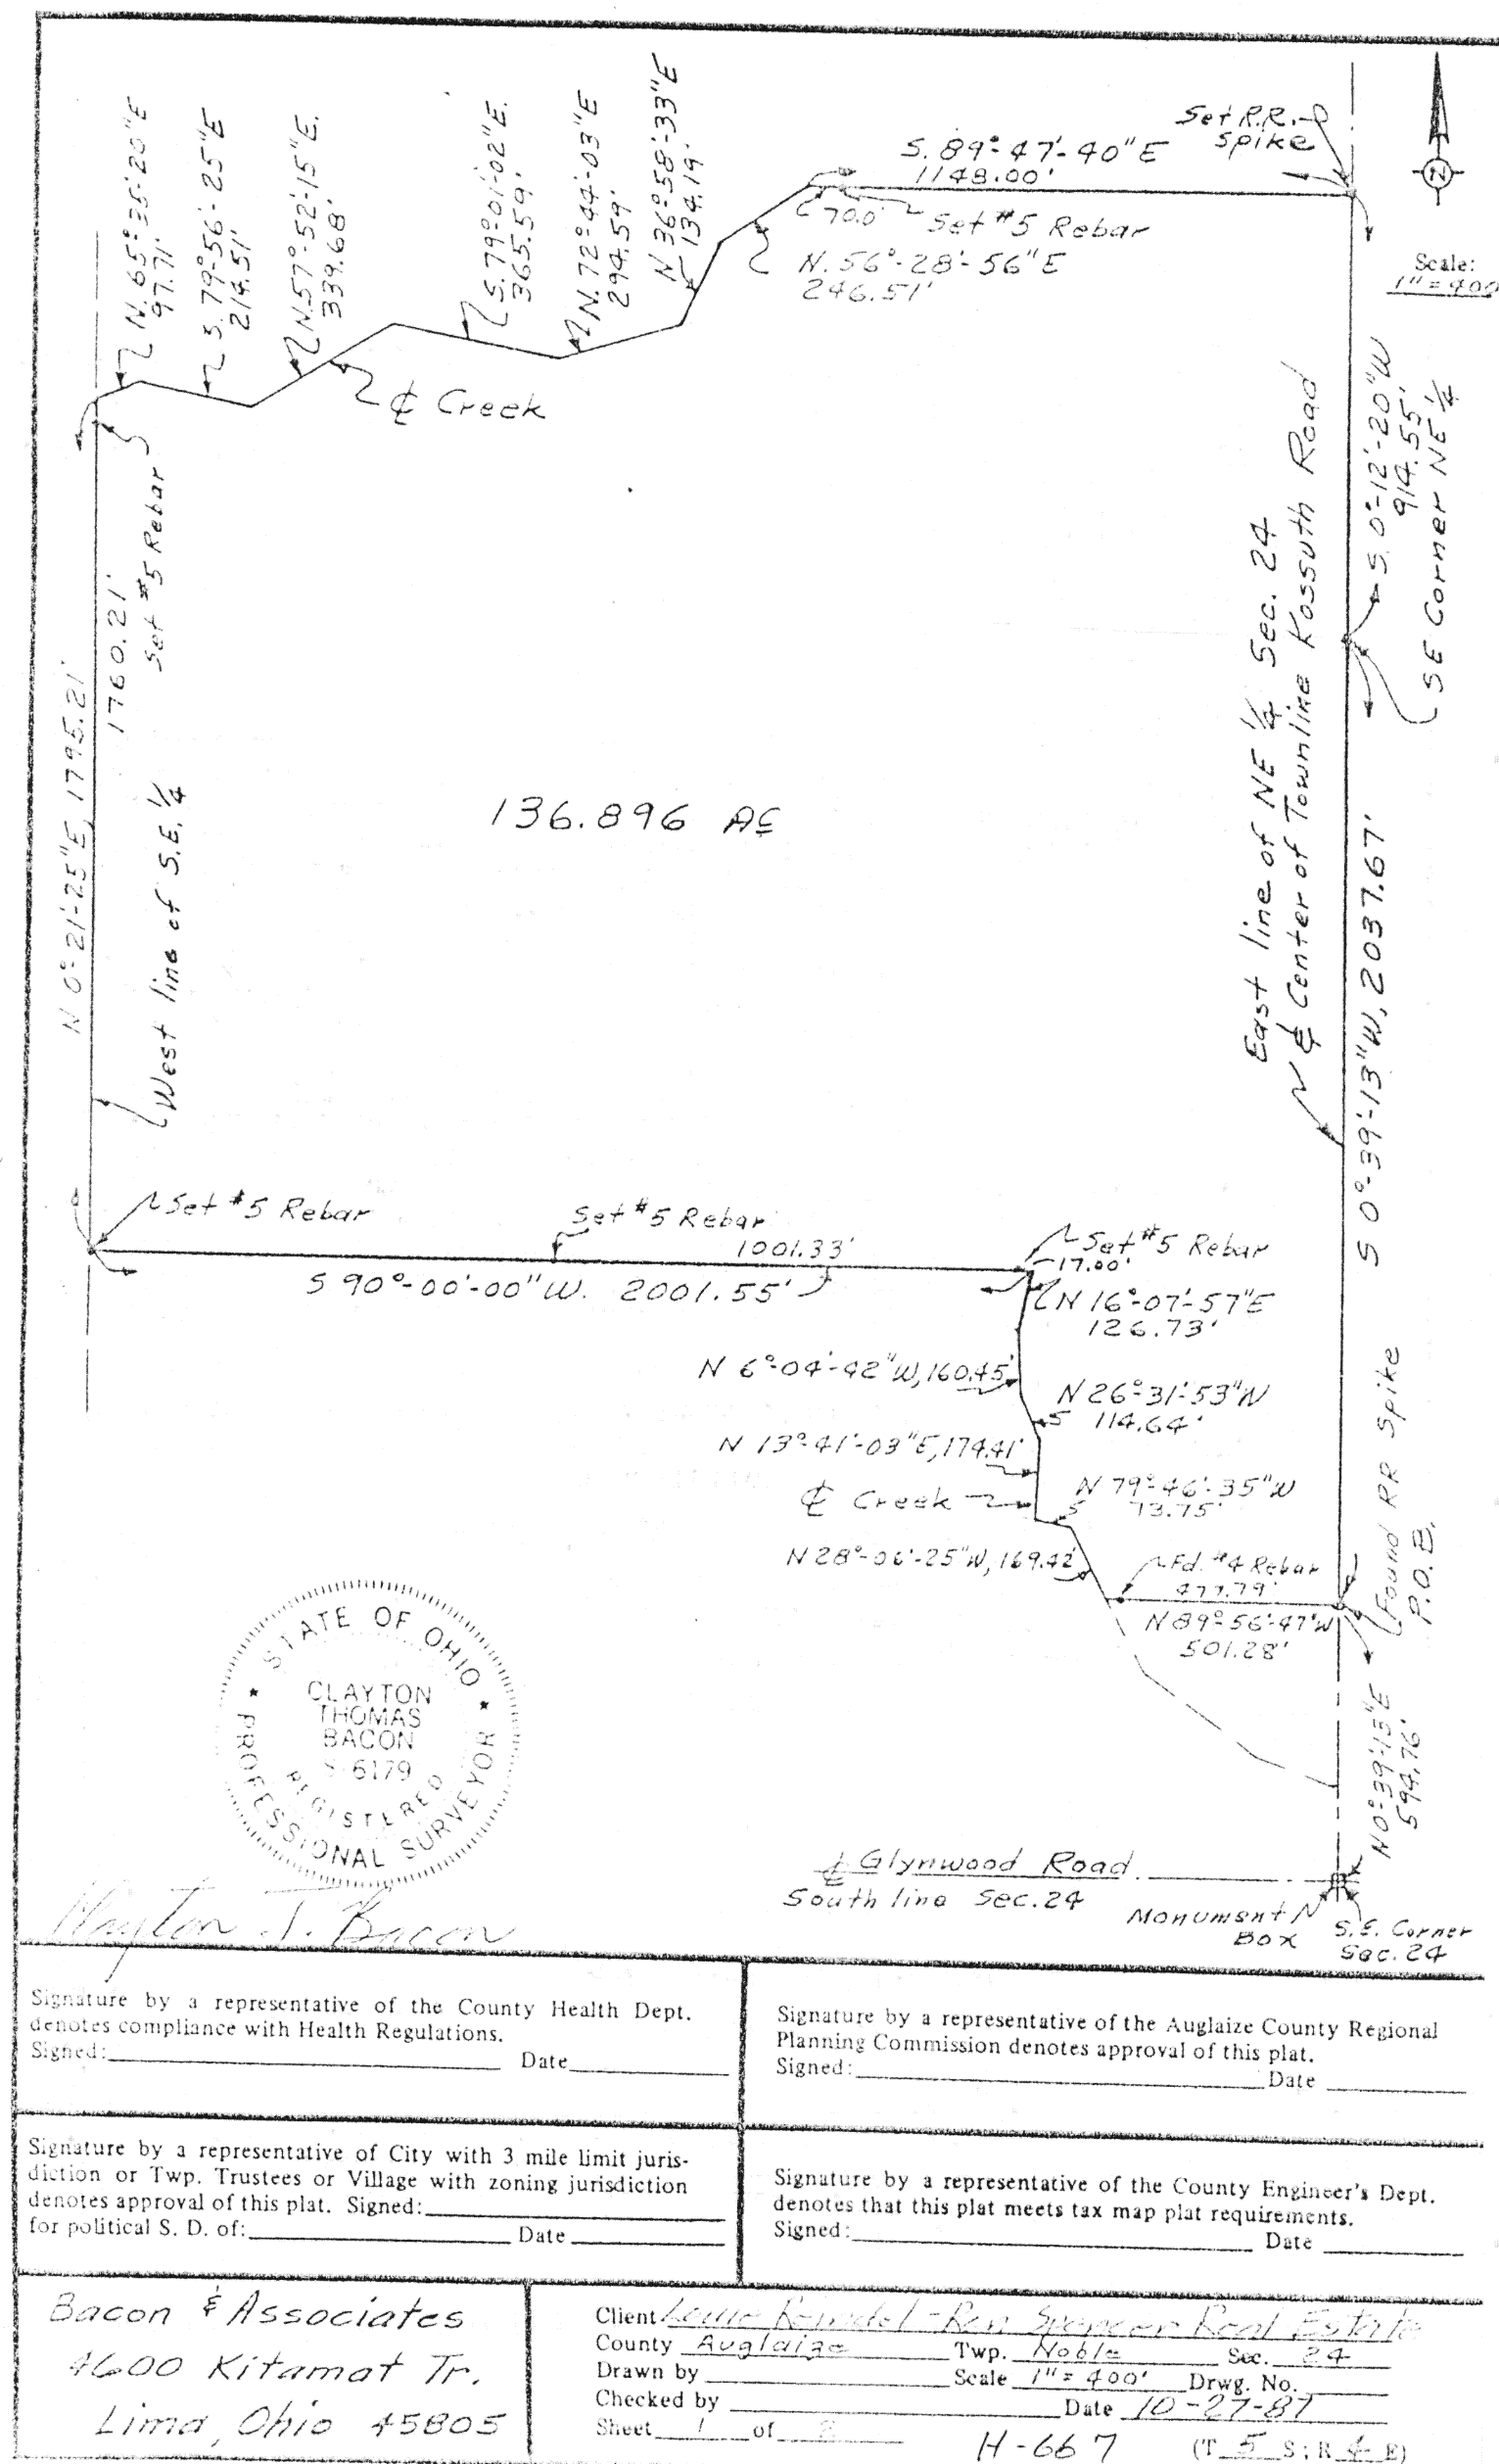 N. 65°-35'-20"E
97.71'
S. 79°-56'-25"E
214.51'
N. 57°-52'-15"E.
339.68'
S. 79°-01'-02"E.
365.59'
N. 72°-44'-03"E
294.59'
N 36°-58'-33"E
134.19'
S. 89°-47'-40"E
1148.00'
Set R.R.
Spike
70.0'
Set #5 Rebar
N. 56°-28'-56"E
246.51'
N
Scale:
1"=400'
℄ Creek
Set #5 Rebar
N 0°-21'-25"E, 1795.21'
1760.21'
West line of S.E. 1/4
136.896 AC
East line of NE 1/4 Sec. 24
℄ Center of Townline Kossuth Road
S. 0°-12'-20"W
914.55'
SE Corner NE 1/4
S 0°-39'-13"W, 2037.67'
Set #5 Rebar
Set #5 Rebar
1001.33'
S 90°-00'-00"W. 2001.55'
Set #5 Rebar
17.00'
N 16°-07'-57"E
126.73'
N 6°-04'-42"W, 160.45'
N 26°-31'-53"W
114.64'
N 13°-41'-03"E, 174.41'
℄ Creek
N 79°-46'-35"W
73.75'
N 28°-06'-25"W, 169.42'
Fd. #4 Rebar
477.79'
N 89°-56'-47"W
501.28'
Found RR Spike
P.O.B.
N 0°-39'-13"E
594.76'
STATE OF OHIO
CLAYTON
THOMAS
BACON
6179
REGISTERED
PROFESSIONAL SURVEYOR
Clayton T. Bacon
℄ Glynwood Road
South line Sec. 24
Monument
Box
S.E. Corner
Sec. 24
Signature by a representative of the County Health Dept.
denotes compliance with Health Regulations.
Signed: Date
Signature by a representative of the Auglaize County Regional
Planning Commission denotes approval of this plat.
Signed: Date
Signature by a representative of City with 3 mile limit juris-
diction or Twp. Trustees or Village with zoning jurisdiction
denotes approval of this plat. Signed:
for political S. D. of: Date
Signature by a representative of the County Engineer's Dept.
denotes that this plat meets tax map plat requirements.
Signed: Date
Bacon & Associates
4600 Kitamat Tr.
Lima, Ohio 45805
Client Spencer Real Estate
County Auglaize Twp. Noble Sec. 24
Drawn by Scale 1"=400' Drwg. No.
Checked by Date 10-27-87
Sheet 1 of 2
H-667 (T 5 S; R 4 E)